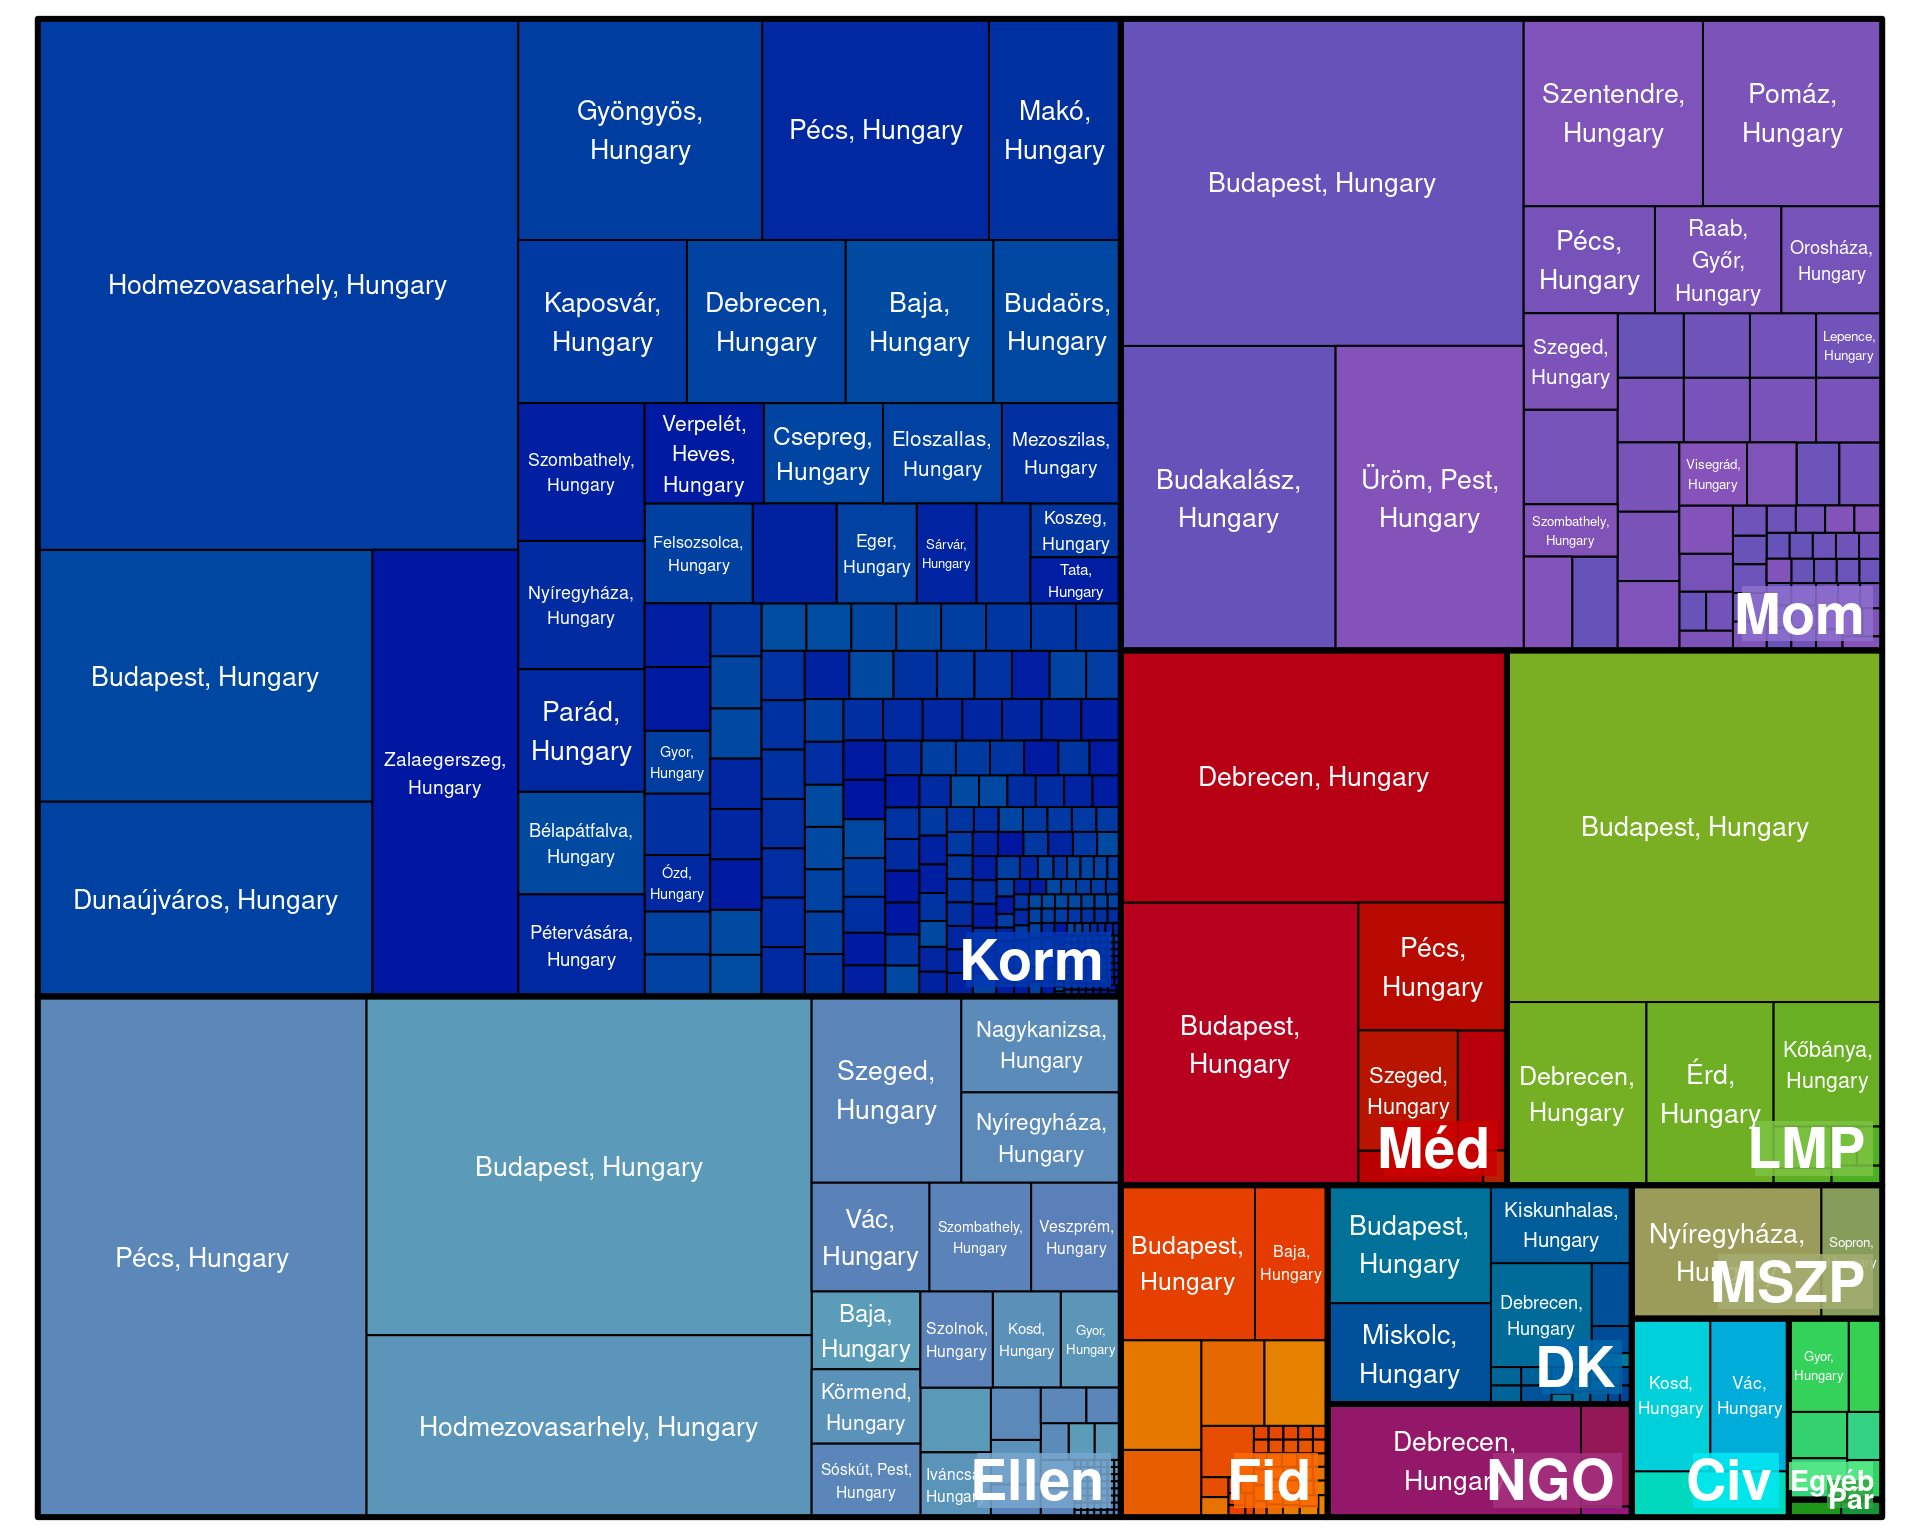 Hodmezovasarhely, Hungary
Budapest, Hungary
Dunaújváros, Hungary
Zalaegerszeg,
Hungary
Gyöngyös,
Hungary
Pécs, Hungary
Makó,
Hungary
Kaposvár,
Hungary
Debrecen,
Hungary
Baja,
Hungary
Budaörs,
Hungary
Szombathely,
Hungary
Nyíregyháza,
Hungary
Parád,
Hungary
Bélapátfalva,
Hungary
Pétervására,
Hungary
Verpelét,
Heves,
Hungary
Csepreg,
Hungary
Eloszallas,
Hungary
Mezoszilas,
Hungary
Felsozsolca,
Hungary
Eger,
Hungary
Sárvár,
Hungary
Koszeg,
Hungary
Tata,
Hungary
Gyor,
Hungary
Ózd,
Hungary
Korm
Budapest, Hungary
Budakalász,
Hungary
Üröm, Pest,
Hungary
Szentendre,
Hungary
Pomáz,
Hungary
Pécs,
Hungary
Raab,
Győr,
Hungary
Orosháza,
Hungary
Szeged,
Hungary
Lepence,
Hungary
Visegrád,
Hungary
Szombathely,
Hungary
Mom
Pécs, Hungary
Budapest, Hungary
Hodmezovasarhely, Hungary
Szeged,
Hungary
Nagykanizsa,
Hungary
Nyíregyháza,
Hungary
Vác,
Hungary
Szombathely,
Hungary
Veszprém,
Hungary
Baja,
Hungary
Szolnok,
Hungary
Kosd,
Hungary
Gyor,
Hungary
Körmend,
Hungary
Sóskút, Pest,
Hungary
Ellen
Debrecen, Hungary
Budapest,
Hungary
Pécs,
Hungary
Szeged,
Hungary
Méd
Budapest, Hungary
Debrecen,
Hungary
Érd,
Hungary
Kőbánya,
Hungary
LMP
Budapest,
Hungary
Baja,
Hungary
Fid
Budapest,
Hungary
Miskolc,
Hungary
Kiskunhalas,
Hungary
Debrecen,
Hungary
DK
Debrecen,
NGO
Nyíregyháza,
Sopron,
MSZP
Kosd,
Hungary
Vác,
Hungary
Civ
Gyor,
Hungary
Egyéb
Pár